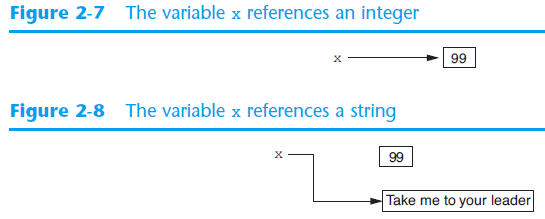 Figure 2-7 The variable x references an integer
x 99
Figure 2-8 The variable x references a string
x 99
Take me to your leader